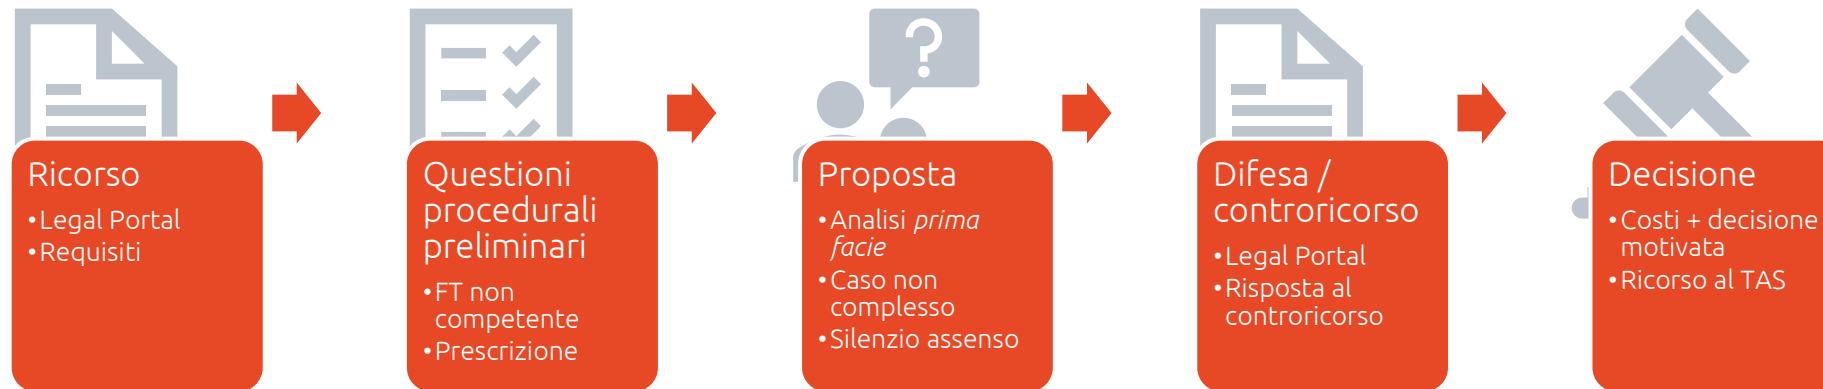 Ricorso
•Legal Portal
•Requisiti
Questioni
procedurali
preliminari
•FT non
competente
•Prescrizione
?
Proposta
•Analisi prima
facie
•Caso non
complesso
•Silenzio assenso
Difesa /
controricorso
•Legal Portal
•Risposta al
controricorso
Decisione
•Costi + decisione
motivata
•Ricorso al TAS